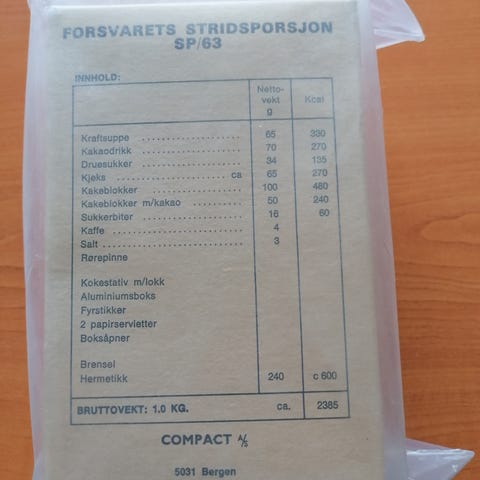 FORSVARETS STRIDSPORSJON
SP/63
INNHOLD:
Netto-
vekt
g
Kcal
Kraftsuppe ..................... 65 330
Kakaodrikk ..................... 70 270
Druesukker ..................... 34 135
Kjeks ..................... ca 65 270
Kakeblokker ..................... 100 480
Kakeblokker m/kakao .......... 50 240
Sukkerbiter ..................... 16 60
Kaffe ..................... 4
Salt ..................... 3
Rørepinne
Kokestativ m/lokk
Aluminiumsboks
Fyrstikker
2 papirservietter
Boksåpner
Brensel
Hermetikk 240 c 600
BRUTTOVEKT: 1.0 KG. ca. 2385
COMPACT A/S
5031 Bergen